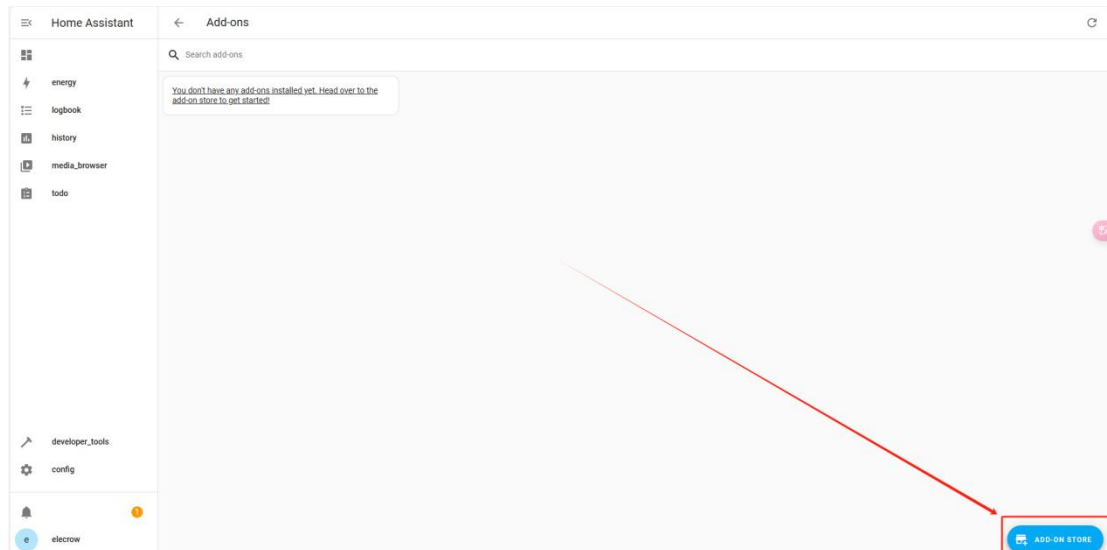 Home Assistant
Add-ons
Search add-ons
energy
You don't have any add-ons installed yet. Head over to the
add-on store to get started!
logbook
history
media_browser
todo
developer_tools
config
1
e
elecrow
ADD-ON STORE